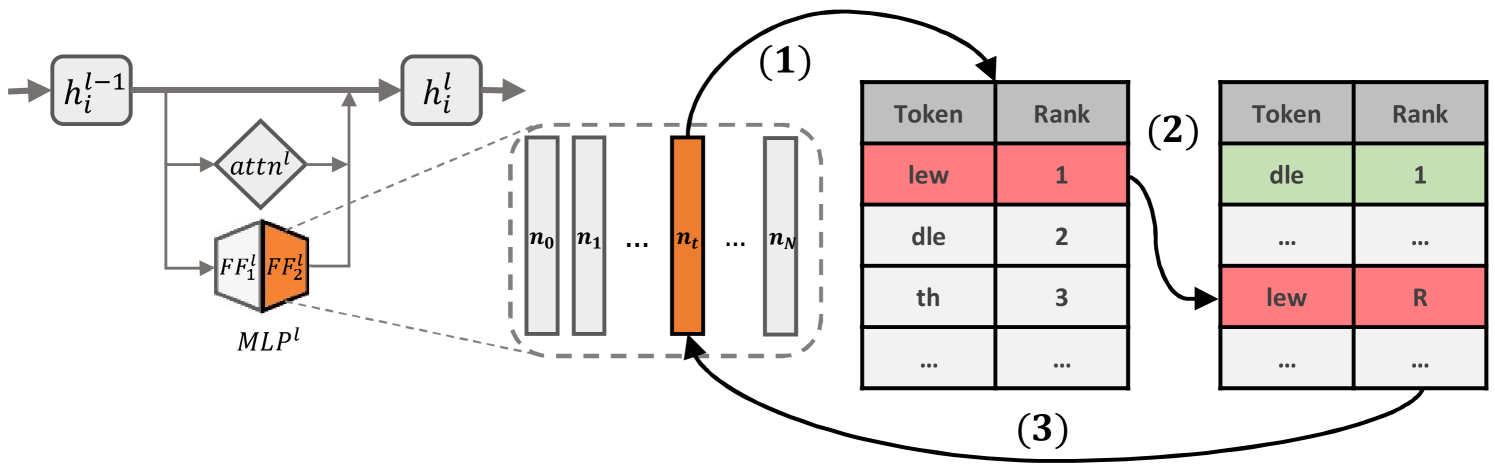 h_i^{l-1}
h_i^l
attn^l
FF_1^l FF_2^l
MLP^l
n_0 n_1 ... n_t ... n_N
(1)
Token Rank
lew 1
dle 2
th 3
... ...
(2)
Token Rank
dle 1
... ...
lew R
... ...
(3)